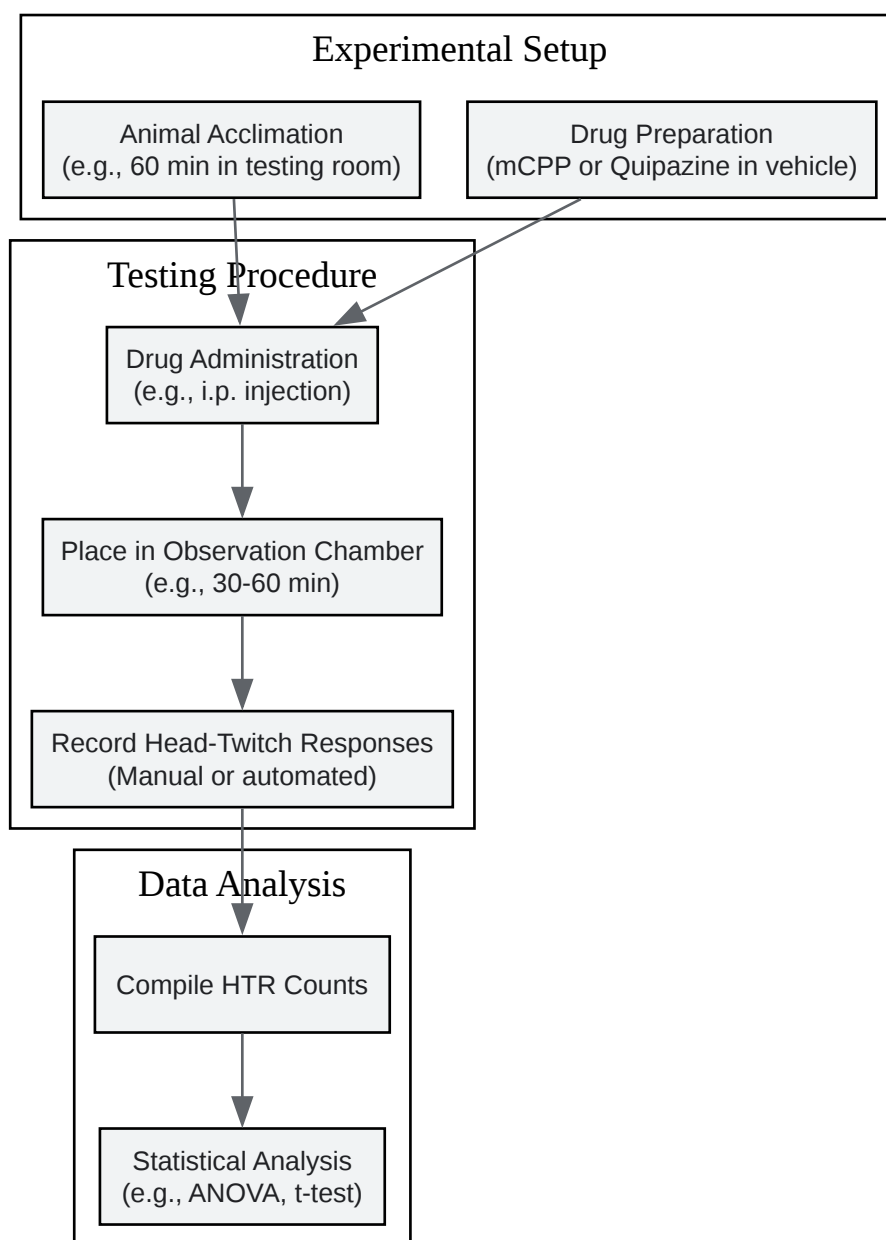 Experimental Setup
Animal Acclimation
(e.g., 60 min in testing room)
Drug Preparation
(mCPP or Quipazine in vehicle)
Testing Procedure
Drug Administration
(e.g., i.p. injection)
Place in Observation Chamber
(e.g., 30-60 min)
Record Head-Twitch Responses
(Manual or automated)
Data Analysis
Compile HTR Counts
Statistical Analysis
(e.g., ANOVA, t-test)